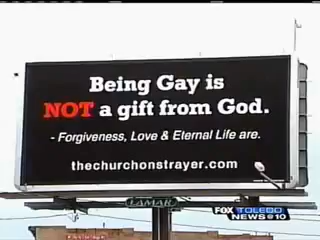 Being Gay is
NOT a gift from God.
- Forgiveness, Love & Eternal Life are.
thechurchonstrayer.com
LAMAR
FOX TOLEDO
NEWS @ 10